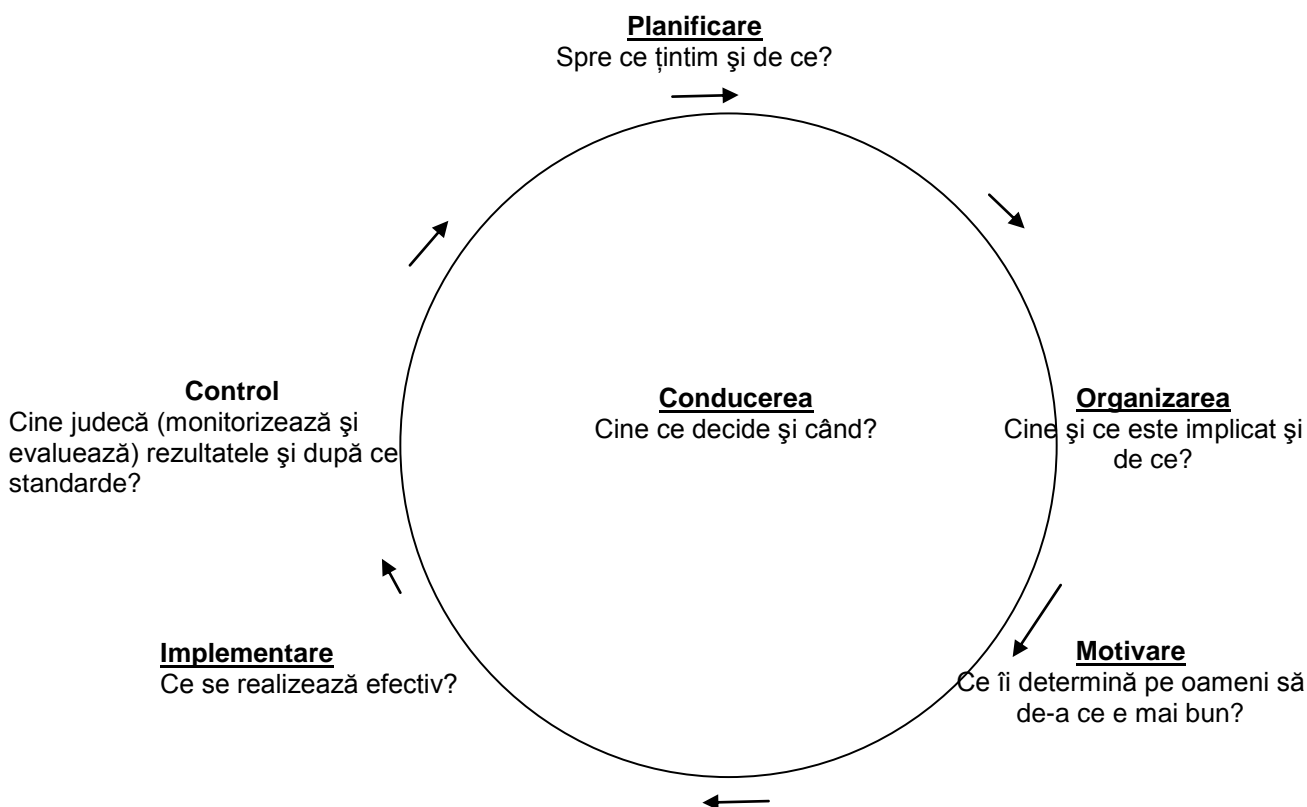 Planificare
Spre ce ţintim şi de ce?
Control
Cine judecă (monitorizează şi
evaluează) rezultatele şi după ce
standarde?
Conducerea
Cine ce decide şi când?
Organizarea
Cine şi ce este implicat şi
de ce?
Implementare
Ce se realizează efectiv?
Motivare
Ce îi determină pe oameni să
de-a ce e mai bun?